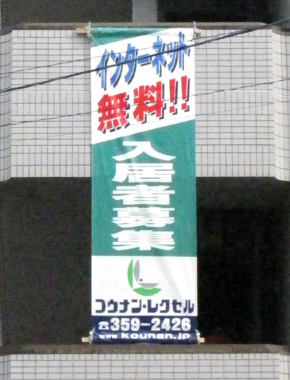 インターネット
無料!!
入居者募集
コウナン・レクセル
☎359-2426
www.kounan.jp